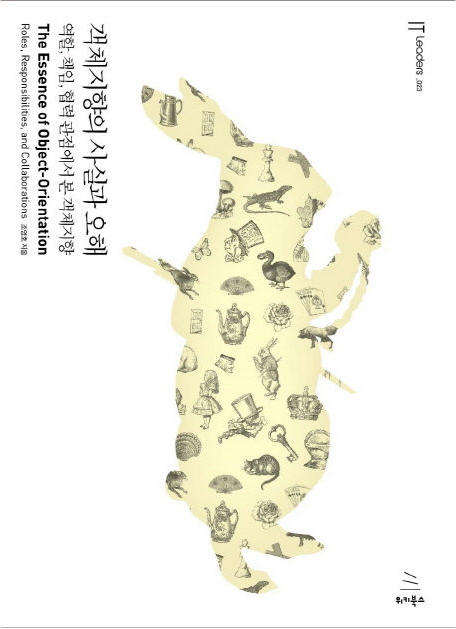 IT Leaders _023
객체지향의 사실과 오해
역할, 책임, 협력 관점에서 본 객체지향
The Essence of Object-Orientation
Roles, Responsibilities, and Collaborations 조영호 지음
위키북스